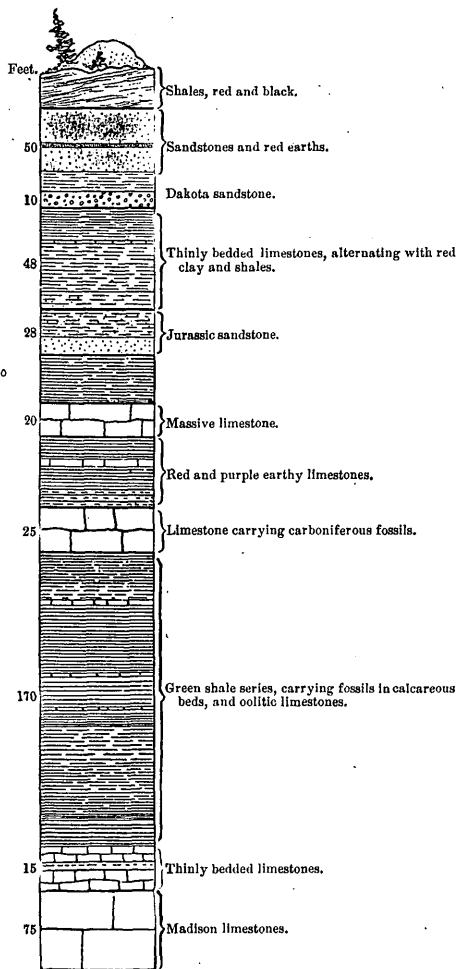 Feet.
Shales, red and black.
50
Sandstones and red earths.
10
Dakota sandstone.
48
Thinly bedded limestones, alternating with red
clay and shales.
28
Jurassic sandstone.
20
Massive limestone.
Red and purple earthy limestones.
25
Limestone carrying carboniferous fossils.
170
Green shale series, carrying fossils in calcareous
beds, and oolitic limestones.
15
Thinly bedded limestones.
75
Madison limestones.